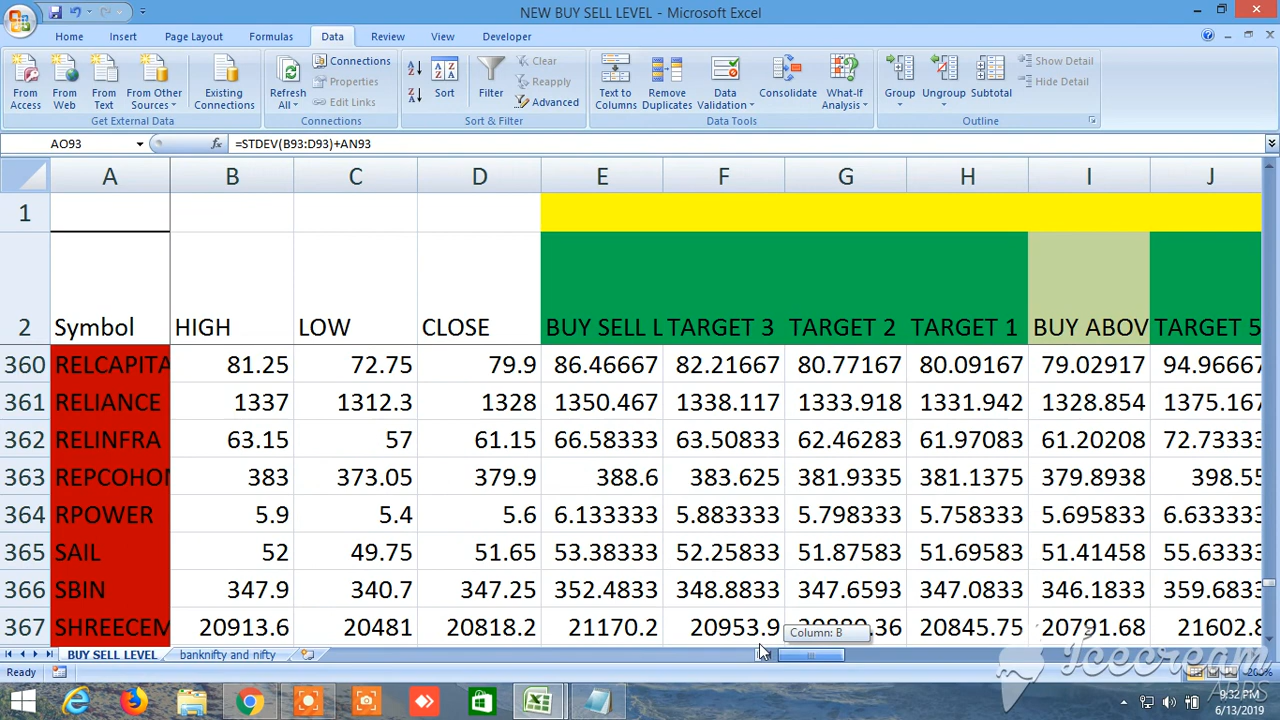 NEW BUY SELL LEVEL - Microsoft Excel
Home Insert Page Layout Formulas Data Review View Developer
From Access From Web From Text From Other Sources Existing Connections Get External Data
Refresh All Connections Properties Edit Links Connections
Sort Filter Clear Reapply Advanced Sort & Filter
Text to Columns Remove Duplicates Data Validation Consolidate What-If Analysis Data Tools
Group Ungroup Subtotal Show Detail Hide Detail Outline
AO93 fx =STDEV(B93:D93)+AN93
A B C D E F G H I J
1
2 Symbol HIGH LOW CLOSE BUY SELL L TARGET 3 TARGET 2 TARGET 1 BUY ABOV TARGET 5
360 RELCAPITA 81.25 72.75 79.9 86.46667 82.21667 80.77167 80.09167 79.02917 94.96667
361 RELIANCE 1337 1312.3 1328 1350.467 1338.117 1333.918 1331.942 1328.854 1375.167
362 RELINFRA 63.15 57 61.15 66.58333 63.50833 62.46283 61.97083 61.20208 72.73333
363 REPCOHO 383 373.05 379.9 388.6 383.625 381.9335 381.1375 379.8938 398.55
364 RPOWER 5.9 5.4 5.6 6.133333 5.883333 5.798333 5.758333 5.695833 6.633333
365 SAIL 52 49.75 51.65 53.38333 52.25833 51.87583 51.69583 51.41458 55.63333
366 SBIN 347.9 340.7 347.25 352.4833 348.8833 347.6593 347.0833 346.1833 359.6833
367 SHREECEM 20913.6 20481 20818.2 21170.2 20953.9 .36 20845.75 20791.68 21602.8
Column: B
BUY SELL LEVEL banknifty and nifty
Ready 200%
Icecream
APPS
9:32 PM
6/13/2019